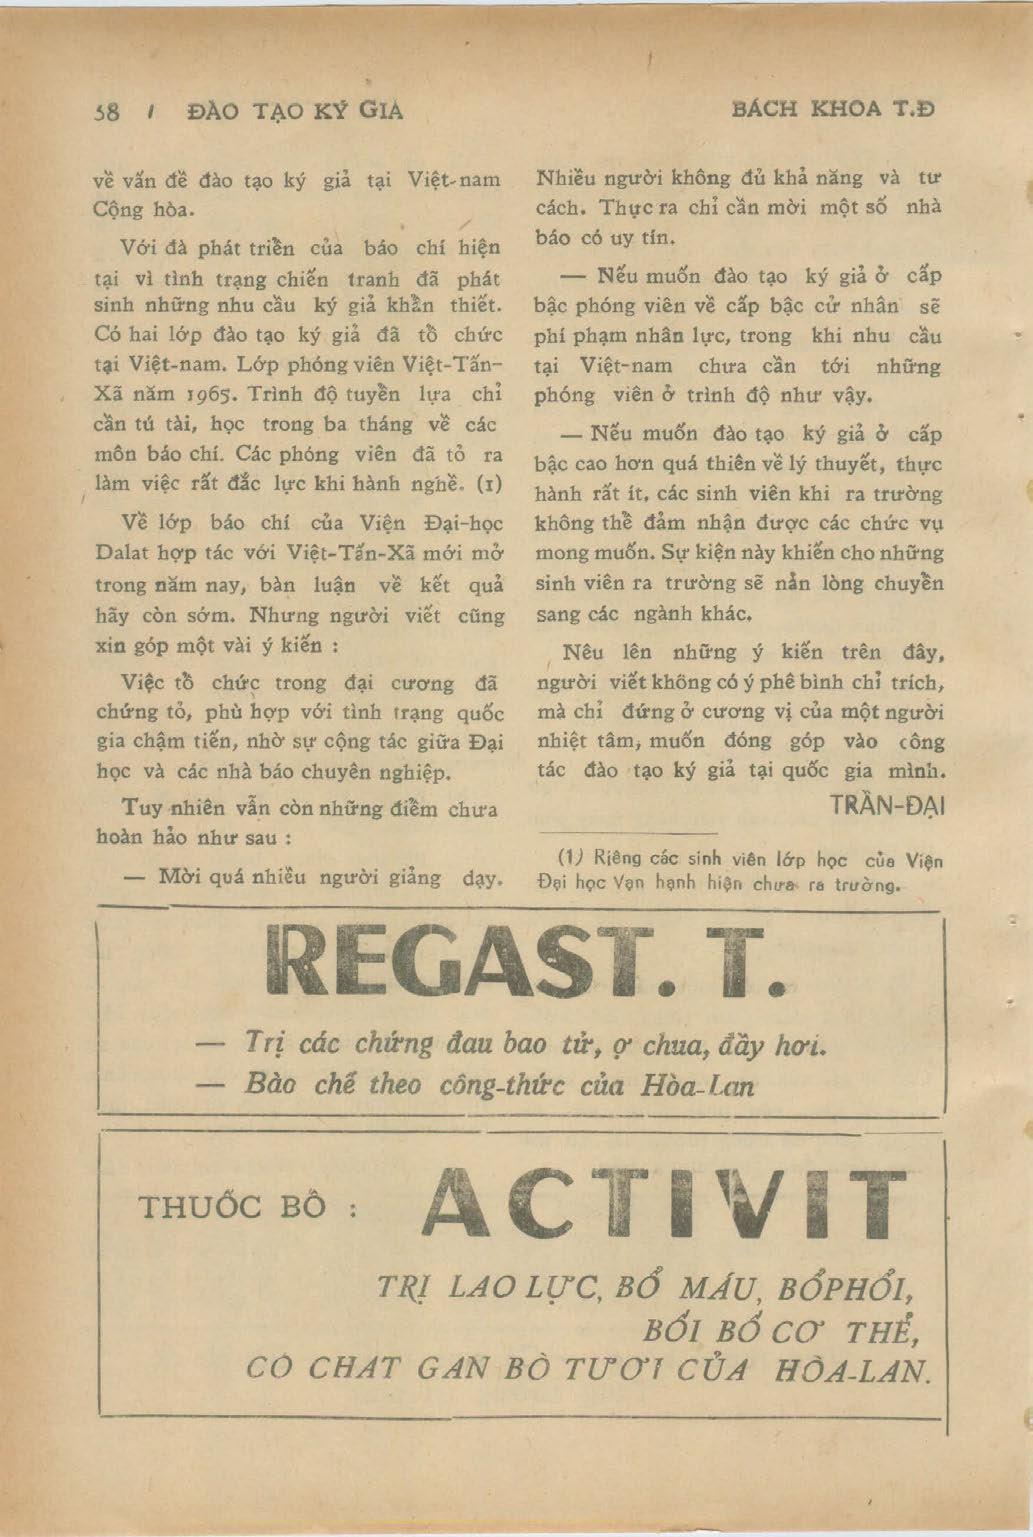 58 / ĐÀO TẠO KÝ GIẢ
BÁCH KHOA T.Đ
về vấn đề đào tạo ký giả tại Việt-nam
Cộng hòa.
Với đà phát triển của báo chí hiện
tại vì tình trạng chiến tranh đã phát
sinh những nhu cầu ký giả khẩn thiết.
Có hai lớp đào tạo ký giả đã tổ chức
tại Việt-nam. Lớp phóng viên Việt-Tấn-
Xã năm 1965. Trình độ tuyển lựa chỉ
cần tú tài, học trong ba tháng về các
môn báo chí. Các phóng viên đã tỏ ra
làm việc rất đắc lực khi hành nghề. (1)
Về lớp báo chí của Viện Đại-học
Dalat hợp tác với Việt-Tấn-Xã mới mở
trong năm nay, bàn luận về kết quả
hãy còn sớm. Nhưng người viết cũng
xin góp một vài ý kiến :
Việc tổ chức trong đại cương đã
chứng tỏ, phù hợp với tình trạng quốc
gia chậm tiến, nhờ sự cộng tác giữa Đại
học và các nhà báo chuyên nghiệp.
Tuy nhiên vẫn còn những điểm chưa
hoàn hảo như sau :
— Mời quá nhiều người giảng dạy.
Nhiều người không đủ khả năng và tư
cách. Thực ra chỉ cần mời một số nhà
báo có uy tín.
— Nếu muốn đào tạo ký giả ở cấp
bậc phóng viên về cấp bậc cử nhân sẽ
phí phạm nhân lực, trong khi nhu cầu
tại Việt-nam chưa cần tới những
phóng viên ở trình độ như vậy.
— Nếu muốn đào tạo ký giả ở cấp
bậc cao hơn quá thiên về lý thuyết, thực
hành rất ít, các sinh viên khi ra trường
không thể đảm nhận được các chức vụ
mong muốn. Sự kiện này khiến cho những
sinh viên ra trường sẽ nản lòng chuyển
sang các ngành khác.
Nêu lên những ý kiến trên đây,
người viết không có ý phê bình chỉ trích,
mà chỉ đứng ở cương vị của một người
nhiệt tâm, muốn đóng góp vào công
tác đào tạo ký giả tại quốc gia mình.
TRẦN-ĐẠI
(1) Riêng các sinh viên lớp học của Viện
Đại học Vạn hạnh hiện chưa ra trường.
REGAST. T.
— Trị các chứng đau bao tử, ợ chua, đầy hơi.
— Bào chế theo công-thức của Hòa-Lan
THUỐC BỔ : ACTIVIT
TRỊ LAO LỰC, BỔ MÁU, BỔ PHỔI,
BỒI BỔ CƠ THỂ,
CÓ CHAT GAN BÒ TƯƠI CỦA HÒA-LAN.